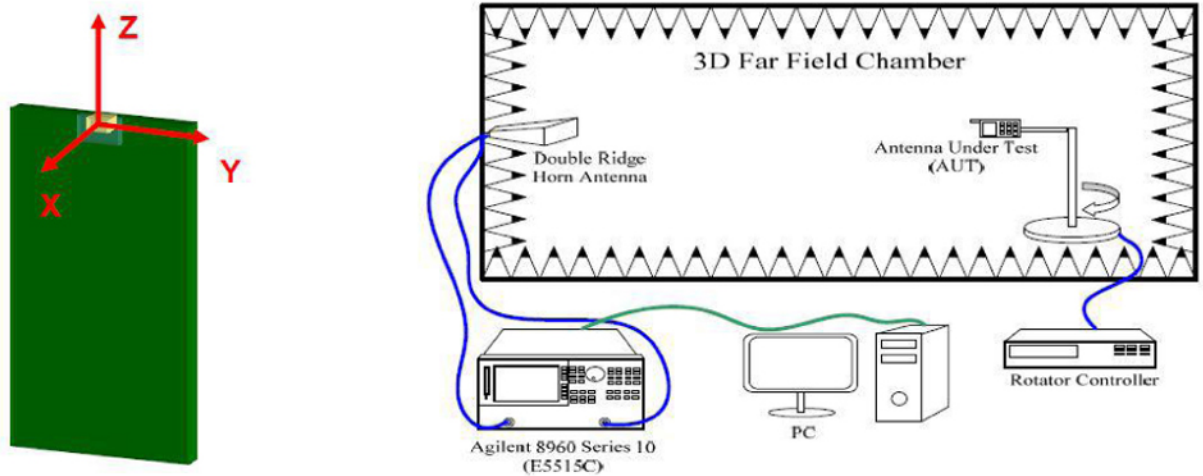 Z
Y
X
3D Far Field Chamber
Double Ridge
Horn Antenna
Antenna Under Test
(AUT)
Agilent 8960 Series 10
(E5515C)
PC
Rotator Controller